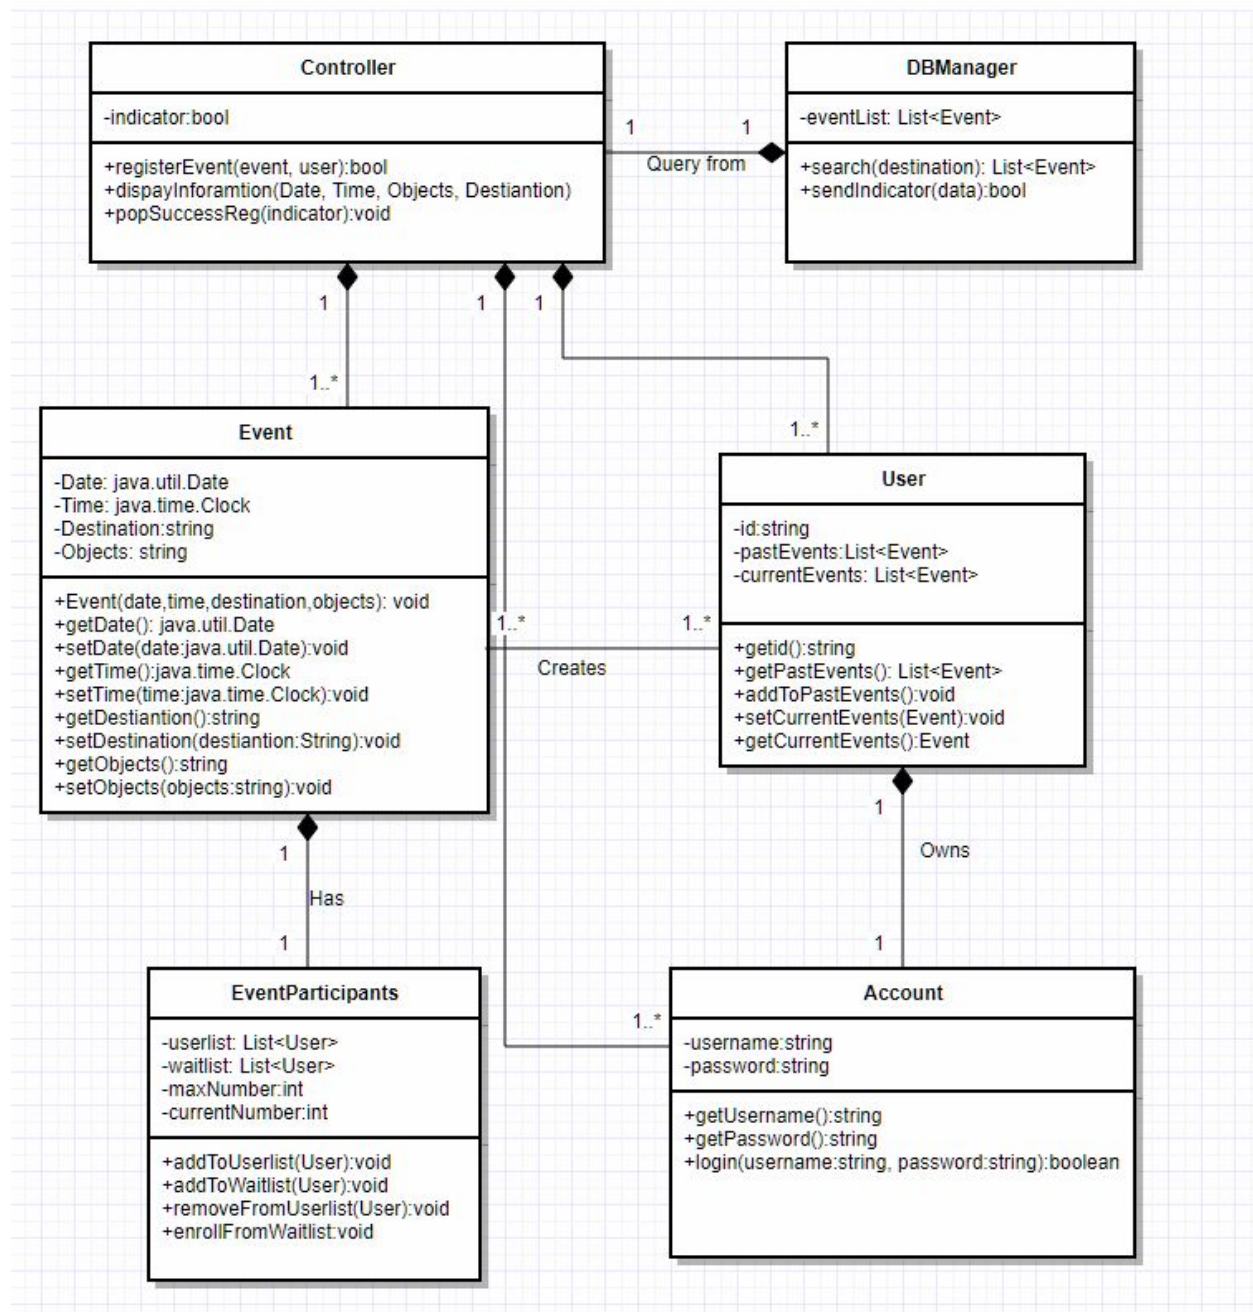 Controller
-indicator:bool
+registerEvent(event, user):bool
+dispayInforamtion(Date, Time, Objects, Destiantion)
+popSuccessReg(indicator):void
DBManager
-eventList: List<Event>
+search(destination): List<Event>
+sendIndicator(data):bool
1
1
Query from
1
1
1
1..*
1..*
Event
-Date: java.util.Date
-Time: java.time.Clock
-Destination:string
-Objects: string
+Event(date,time,destination,objects): void
+getDate(): java.util.Date
+setDate(date:java.util.Date):void
+getTime():java.time.Clock
+setTime(time:java.time.Clock):void
+getDestiantion():string
+setDestination(destiantion:String):void
+getObjects():string
+setObjects(objects:string):void
1..*
1..*
Creates
User
-id:string
-pastEvents:List<Event>
-currentEvents: List<Event>
+getid():string
+getPastEvents(): List<Event>
+addToPastEvents():void
+setCurrentEvents(Event):void
+getCurrentEvents():Event
1
Has
1
1
Owns
1
EventParticipants
-userlist: List<User>
-waitlist: List<User>
-maxNumber:int
-currentNumber:int
+addToUserlist(User):void
+addToWaitlist(User):void
+removeFromUserlist(User):void
+enrollFromWaitlist:void
1..*
Account
-username:string
-password:string
+getUsername():string
+getPassword():string
+login(username:string, password:string):boolean